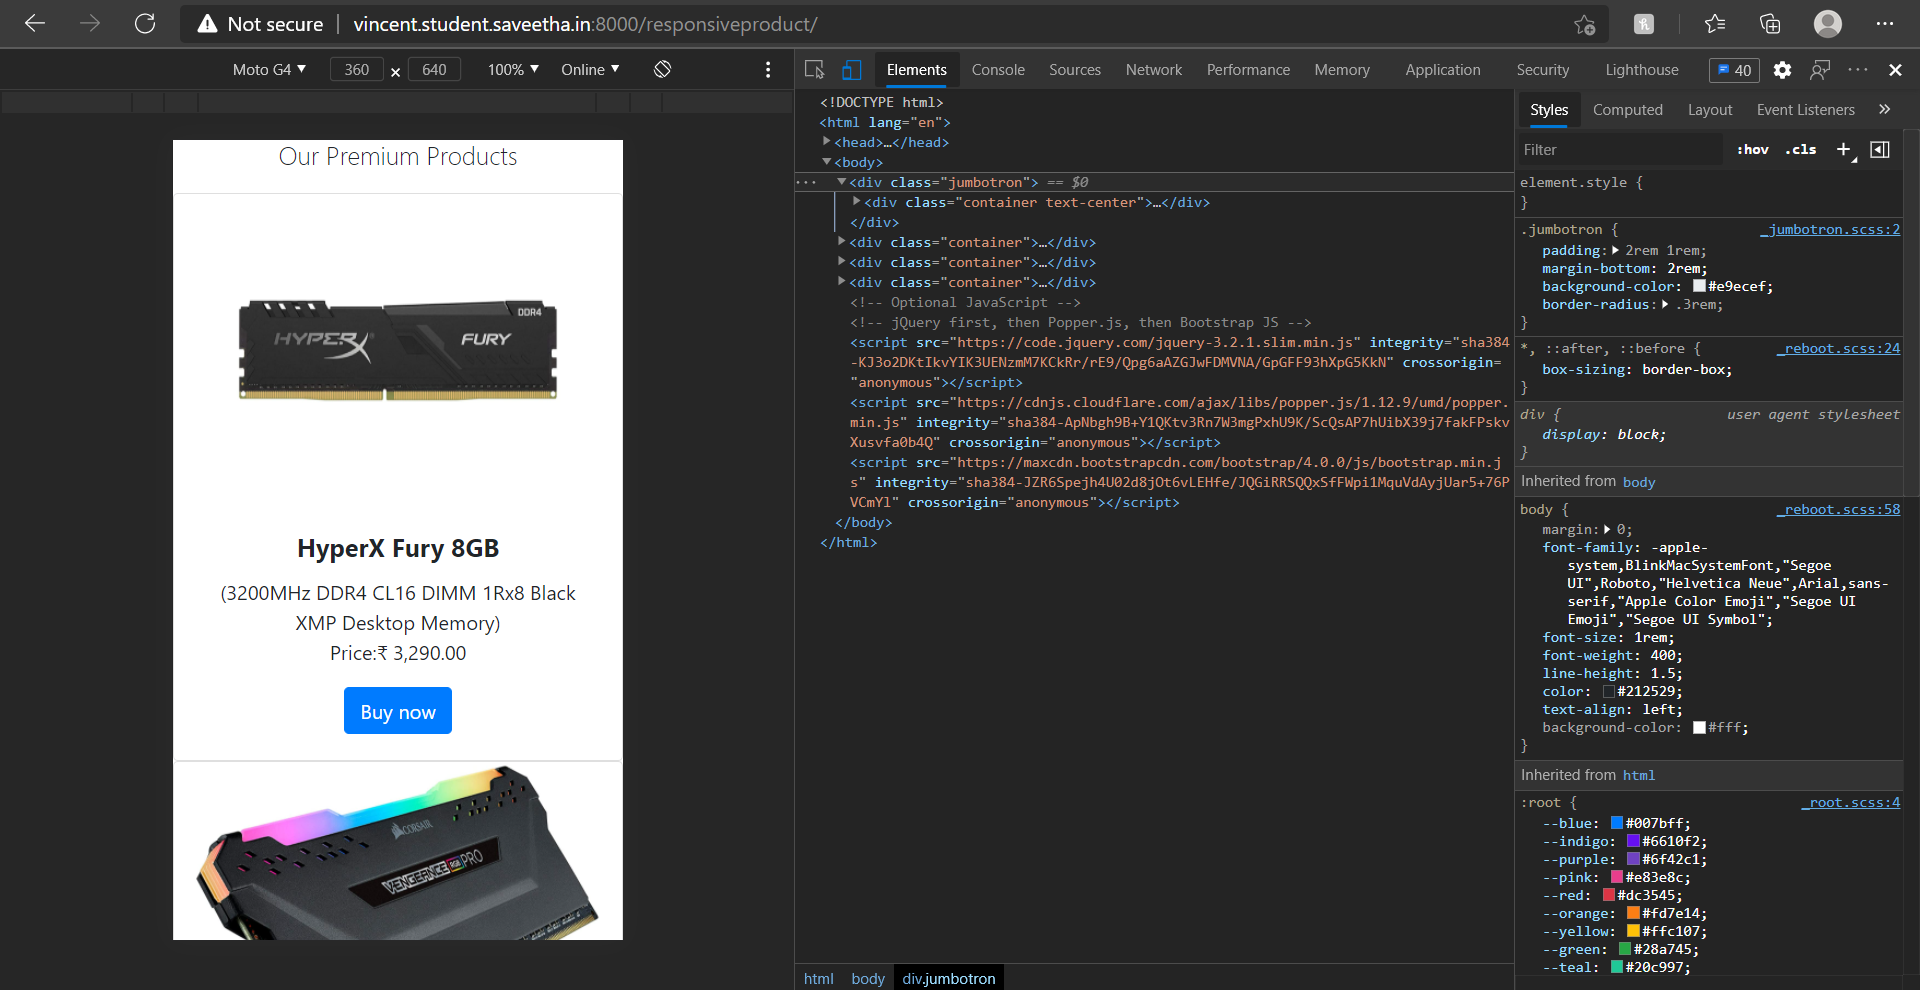 Not secure | vincent.student.saveetha.in:8000/responsiveproduct/
Moto G4 ▼ 360 x 640 100% ▼ Online ▼
Elements Console Sources Network Performance Memory Application Security Lighthouse 40
Our Premium Products
HYPERX FURY DDR4
HyperX Fury 8GB
(3200MHz DDR4 CL16 DIMM 1Rx8 Black
XMP Desktop Memory)
Price:₹ 3,290.00
Buy now
CORSAIR
VENGEANCE RGB PRO
<!DOCTYPE html>
<html lang="en">
<head>…</head>
<body>
<div class="jumbotron"> == $0
<div class="container text-center">…</div>
</div>
<div class="container">…</div>
<div class="container">…</div>
<div class="container">…</div>
<!-- Optional JavaScript -->
<!-- jQuery first, then Popper.js, then Bootstrap JS -->
<script src="https://code.jquery.com/jquery-3.2.1.slim.min.js" integrity="sha384
-KJ3o2DKtIkvYIK3UENzmM7KCkRr/rE9/Qpg6aAZGJwFDMVNA/GpGFF93hXpG5KkN" crossorigin=
"anonymous"></script>
<script src="https://cdnjs.cloudflare.com/ajax/libs/popper.js/1.12.9/umd/popper.
min.js" integrity="sha384-ApNbgh9B+Y1QKtv3Rn7W3mgPxhU9K/ScQsAP7hUibX39j7fakFPskv
Xusvfa0b4Q" crossorigin="anonymous"></script>
<script src="https://maxcdn.bootstrapcdn.com/bootstrap/4.0.0/js/bootstrap.min.j
s" integrity="sha384-JZR6Spejh4U02d8jOt6vLEHfe/JQGiRRSQQxSfFWpi1MquVdAyjUar5+76P
VCmYl" crossorigin="anonymous"></script>
</body>
</html>
html body div.jumbotron
Styles Computed Layout Event Listeners »
Filter :hov .cls +
element.style {
}
.jumbotron { _jumbotron.scss:2
padding: 2rem 1rem;
margin-bottom: 2rem;
background-color: #e9ecef;
border-radius: .3rem;
}
*, ::after, ::before { _reboot.scss:24
box-sizing: border-box;
}
div { user agent stylesheet
display: block;
}
Inherited from body
body { _reboot.scss:58
margin: 0;
font-family: -apple-
system,BlinkMacSystemFont,"Segoe
UI",Roboto,"Helvetica Neue",Arial,sans-
serif,"Apple Color Emoji","Segoe UI
Emoji","Segoe UI Symbol";
font-size: 1rem;
font-weight: 400;
line-height: 1.5;
color: #212529;
text-align: left;
background-color: #fff;
}
Inherited from html
:root { _root.scss:4
--blue: #007bff;
--indigo: #6610f2;
--purple: #6f42c1;
--pink: #e83e8c;
--red: #dc3545;
--orange: #fd7e14;
--yellow: #ffc107;
--green: #28a745;
--teal: #20c997;